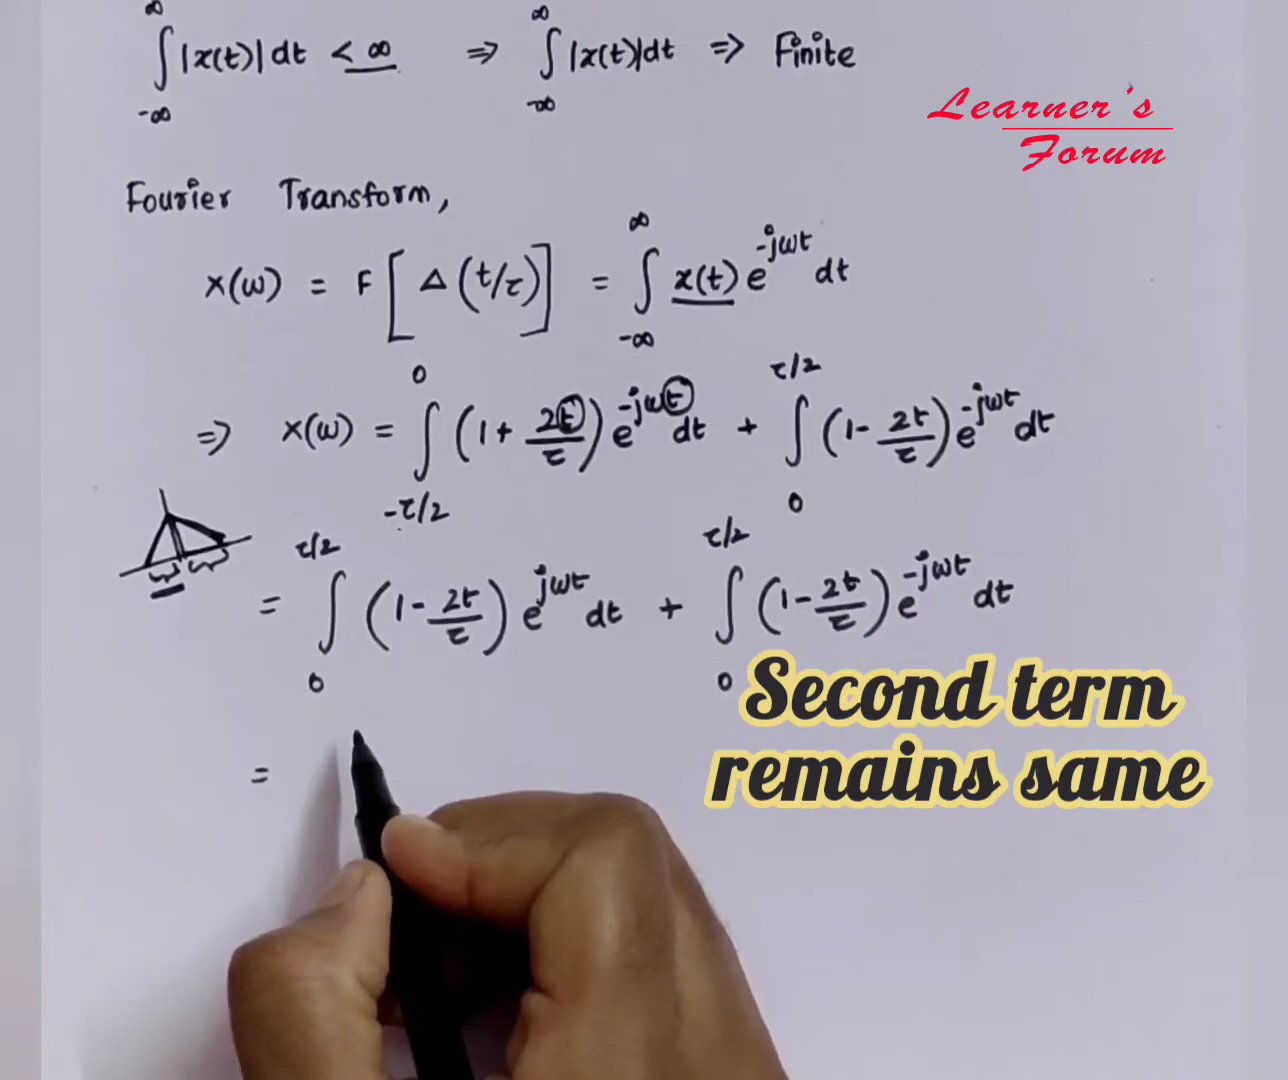 ∞ ∫ -∞ |x(t)| dt < ∞ ⇒ ∞ ∫ -∞ |x(t)|dt ⇒ Finite
Learner's
Forum
Fourier Transform,
X(ω) = F[Δ(t/τ)] = ∞ ∫ -∞ x(t) e^-jωt dt
⇒ X(ω) = 0 ∫ -τ/2 (1 + 2t/τ) e^-jωt dt + τ/2 ∫ 0 (1 - 2t/τ) e^-jωt dt
= τ/2 ∫ 0 (1 - 2t/τ) e^jωt dt + τ/2 ∫ 0 (1 - 2t/τ) e^-jωt dt
Second term
remains same
=